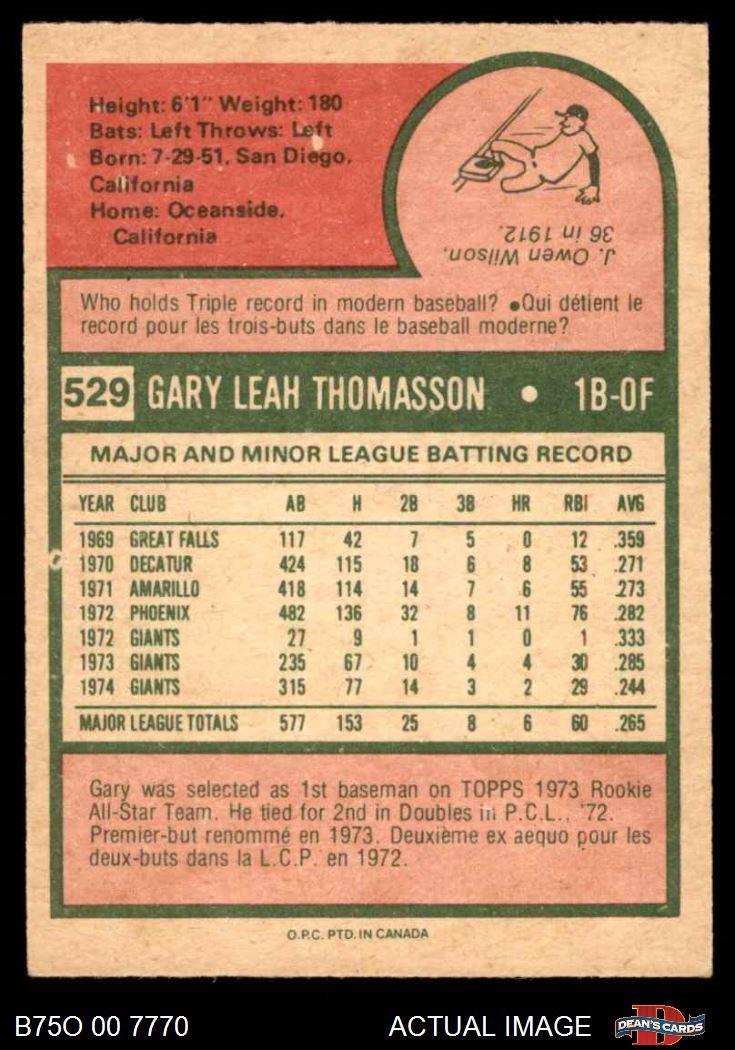 Height: 6'1" Weight: 180
Bats: Left Throws: Left
Born: 7-29-51, San Diego,
California
Home: Oceanside,
California
J. Owen Wilson,
36 in 1912.
Who holds Triple record in modern baseball? ●Qui détient le
record pour les trois-buts dans le baseball moderne?
529 GARY LEAH THOMASSON • 1B-OF
MAJOR AND MINOR LEAGUE BATTING RECORD
YEAR CLUB AB H 2B 3B HR RBI AVG
1969 GREAT FALLS 117 42 7 5 0 12 .359
1970 DECATUR 424 115 18 6 8 53 .271
1971 AMARILLO 418 114 14 7 6 55 .273
1972 PHOENIX 482 136 32 8 11 76 .282
1972 GIANTS 27 9 1 1 0 1 .333
1973 GIANTS 235 67 10 4 4 30 .285
1974 GIANTS 315 77 14 3 2 29 .244
MAJOR LEAGUE TOTALS 577 153 25 8 6 60 .265
Gary was selected as 1st baseman on TOPPS 1973 Rookie
All-Star Team. He tied for 2nd in Doubles in P.C.L., '72.
Premier-but renommé en 1973. Deuxième ex aequo pour les
deux-buts dans la L.C.P. en 1972.
O.P.C. PTD. IN CANADA
B75O 00 7770 ACTUAL IMAGE DEAN'S CARDS